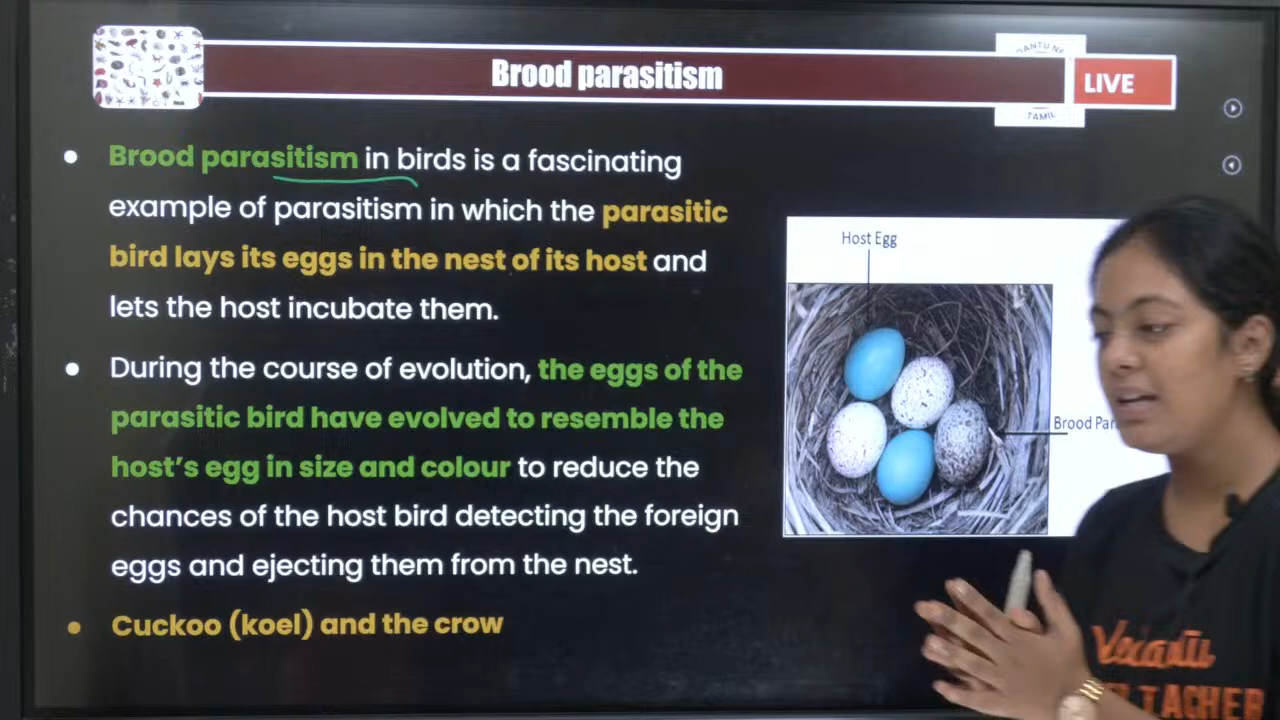 Brood parasitism
LIVE
TAMIL
Brood parasitism in birds is a fascinating
example of parasitism in which the parasitic
bird lays its eggs in the nest of its host and
lets the host incubate them.
Host Egg
During the course of evolution, the eggs of the
parasitic bird have evolved to resemble the
host's egg in size and colour to reduce the
chances of the host bird detecting the foreign
eggs and ejecting them from the nest.
Brood
Cuckoo (koel) and the crow